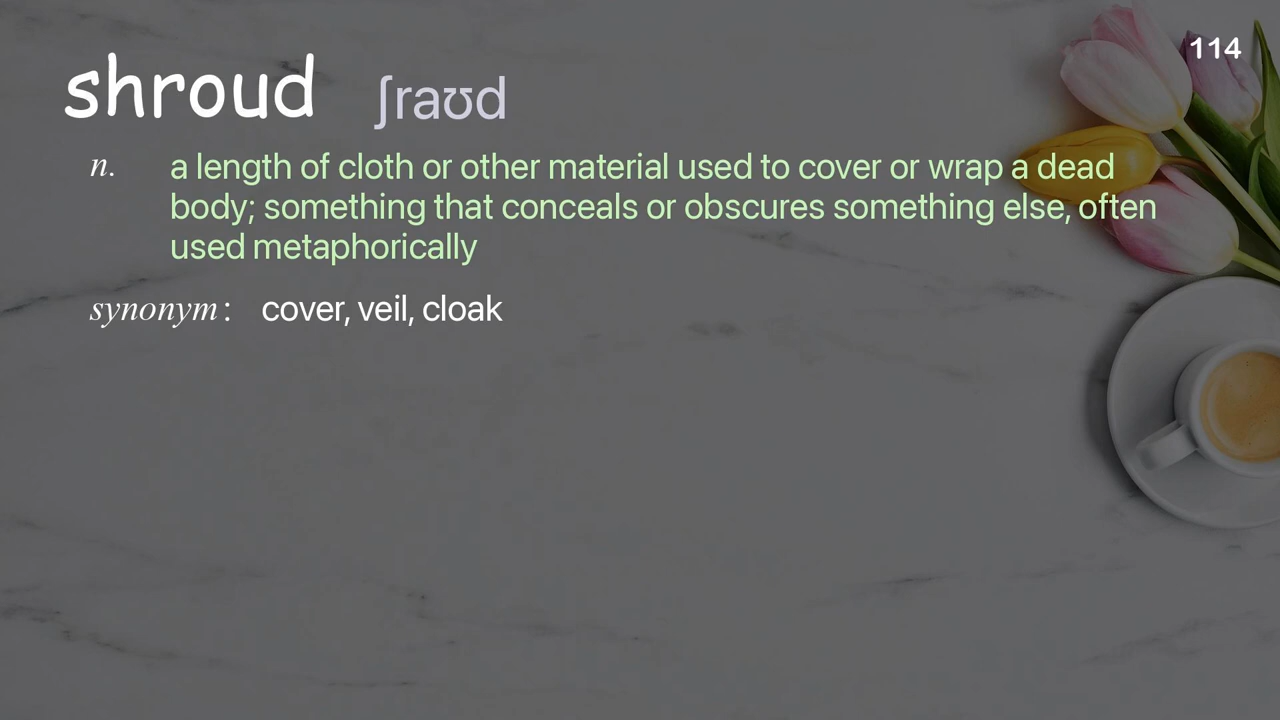 114
shroud ʃraʊd
n. a length of cloth or other material used to cover or wrap a dead
body; something that conceals or obscures something else, often
used metaphorically
synonym: cover, veil, cloak